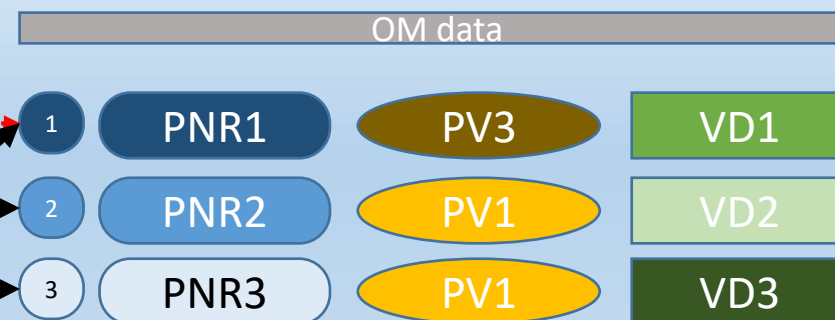 OM data
1 PNR1 PV3 VD1
2 PNR2 PV1 VD2
3 PNR3 PV1 VD3